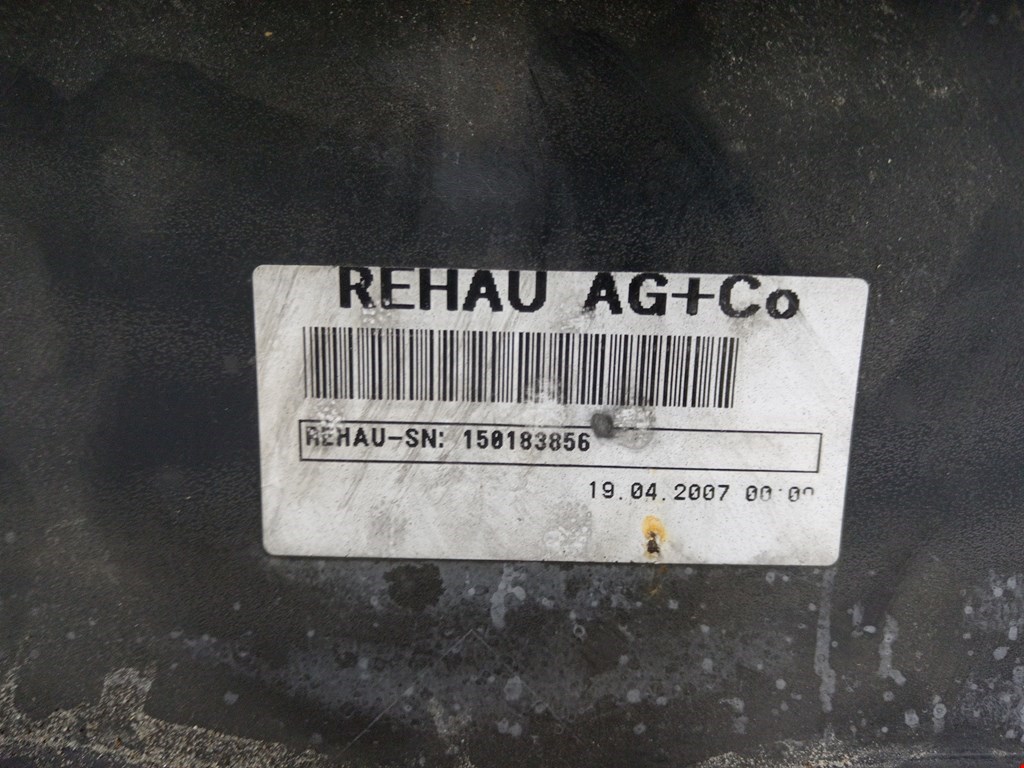 REHAU AG+Co
REHAU-SN: 150183856
19.04.2007